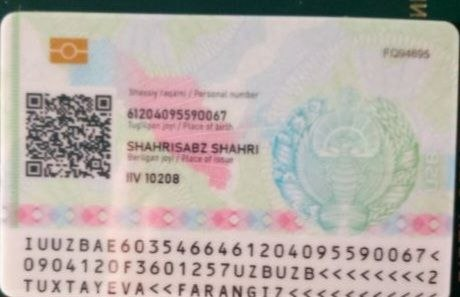 FQ94695
Shaxsiy raqami / Personal number
61204095590067
Tug'ilgan joyi / Place of birth
SHAHRISABZ SHAHRI
Berilgan joyi / Place of issue
IIV 10208
IUUZBAE6035466461204095590067<
0904120F3601257UZBUZB<<<<<<<<2
TUXTAYEVA<<FARANGIZ<<<<<<<